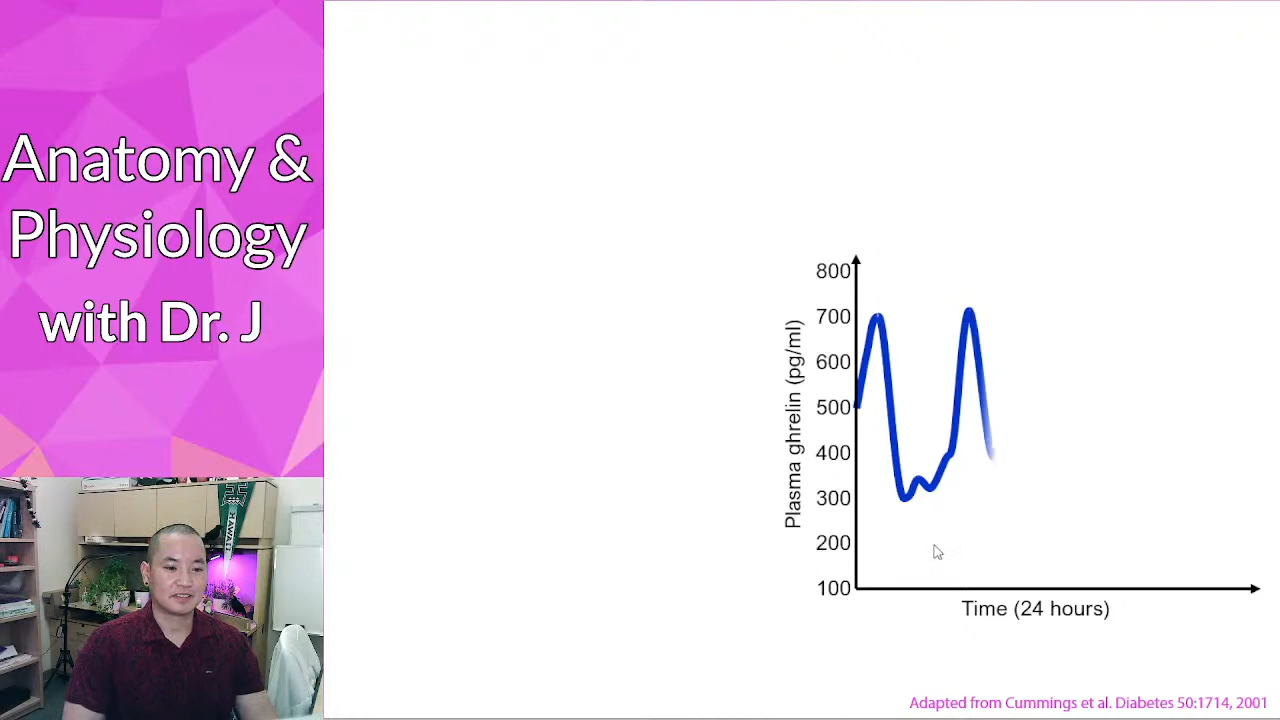 Anatomy &
Physiology
with Dr. J
HAWAII
800
700
600
500
400
300
200
100
Plasma ghrelin (pg/ml)
Time (24 hours)
Adapted from Cummings et al. Diabetes 50:1714, 2001